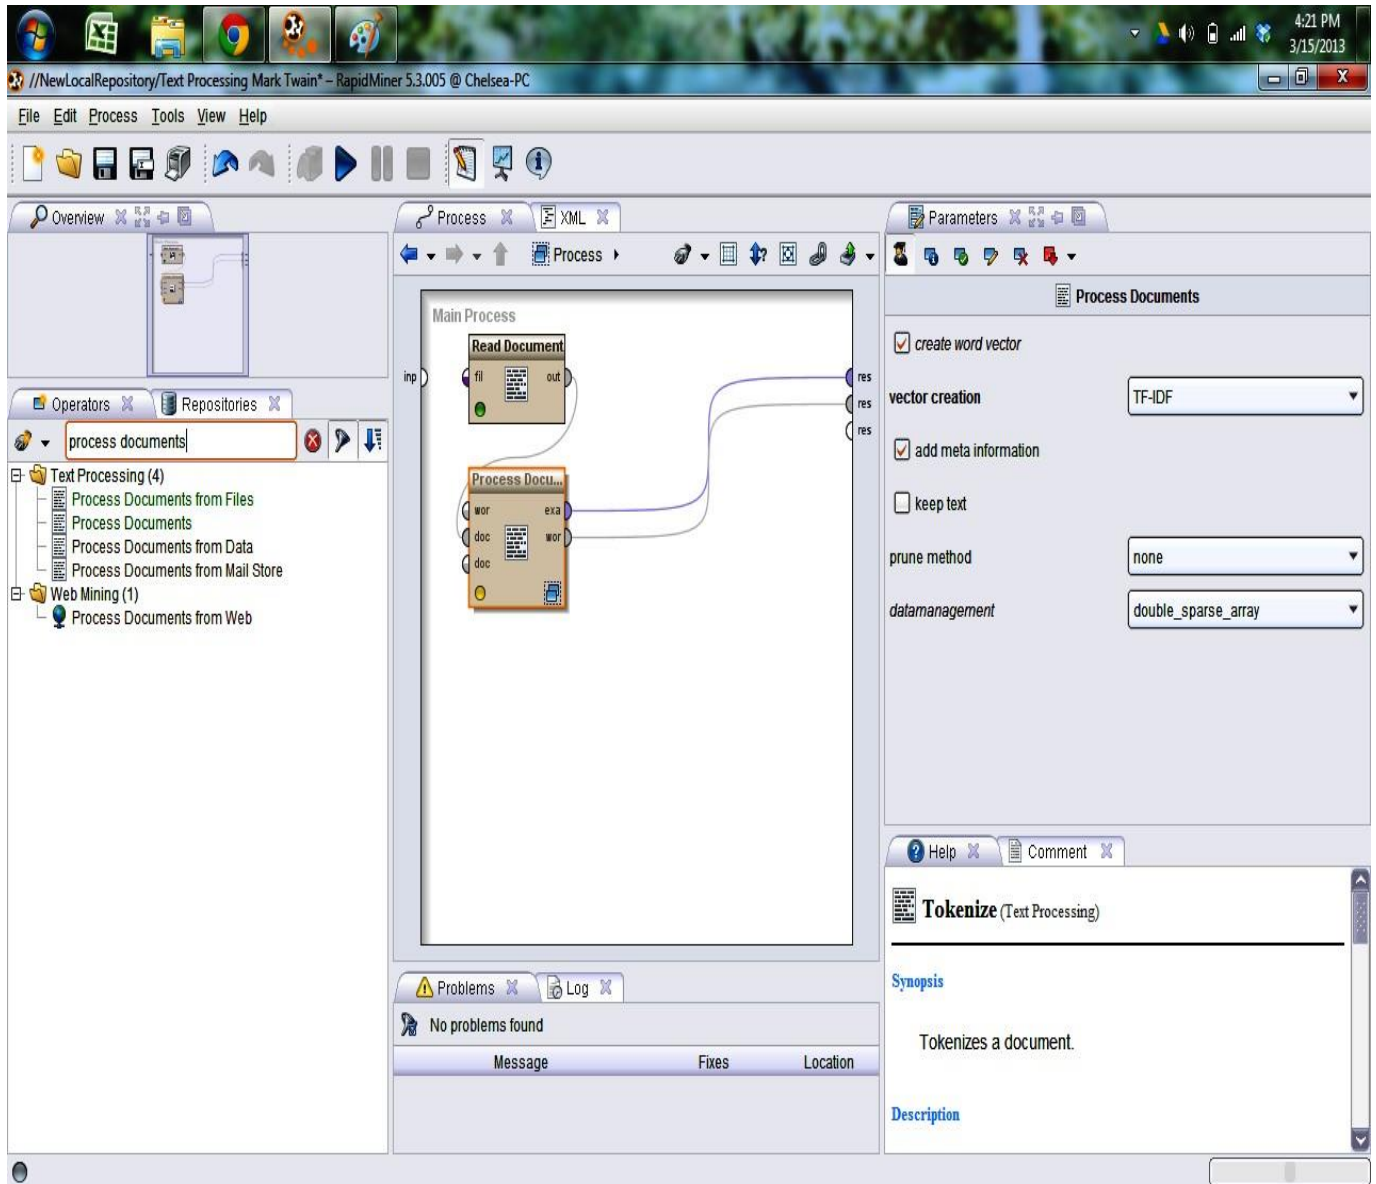 4:21 PM
3/15/2013
//NewLocalRepository/Text Processing Mark Twain* – RapidMiner 5.3.005 @ Chelsea-PC
File Edit Process Tools View Help
Overview
Process XML
Parameters
Process
Process Documents
Main Process
Read Document
inp
fil out
res
res
res
Process Docu...
wor exa
doc wor
doc
create word vector
vector creation TF-IDF
add meta information
keep text
prune method none
datamanagement double_sparse_array
Operators Repositories
process documents
Text Processing (4)
Process Documents from Files
Process Documents
Process Documents from Data
Process Documents from Mail Store
Web Mining (1)
Process Documents from Web
Problems Log
No problems found
Message Fixes Location
Help Comment
Tokenize (Text Processing)
Synopsis
Tokenizes a document.
Description